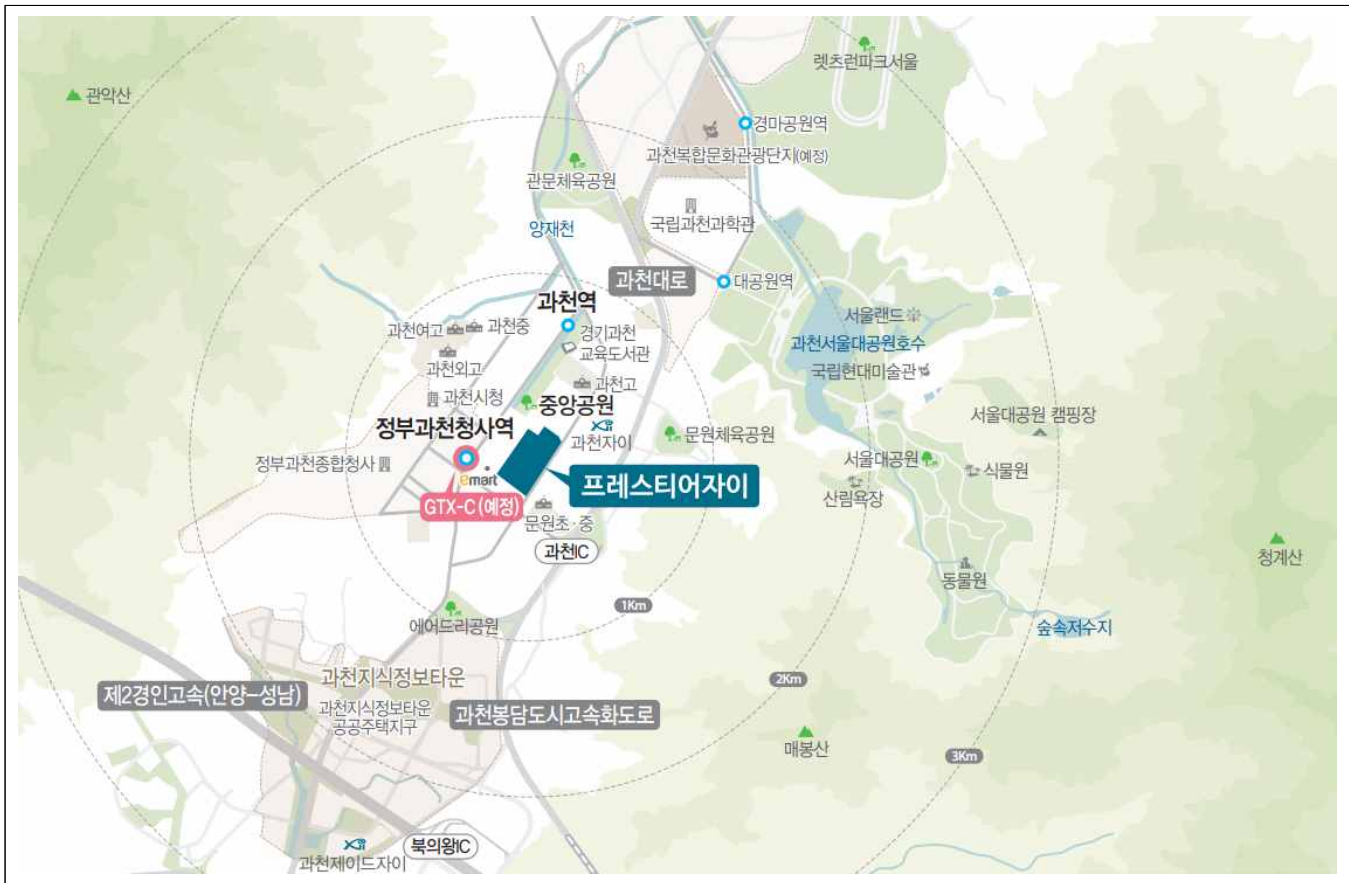 렛츠런파크서울
관악산
경마공원역
과천복합문화관광단지(예정)
관문체육공원
국립과천과학관
양재천
과천대로
대공원역
과천역
서울랜드
과천여고
과천중
경기과천
교육도서관
과천서울대공원호수
과천외고
국립현대미술관
과천시청
과천고
중앙공원
서울대공원 캠핑장
정부과천청사역
과천자이
문원체육공원
정부과천종합청사
서울대공원
식물원
emart
프레스티어자이
산림욕장
GTX-C (예정)
문원초·중
과천IC
청계산
동물원
1Km
에어드리공원
숲속저수지
과천지식정보타운
2Km
제2경인고속(안양-성남)
과천지식정보타운
공공주택지구
과천봉담도시고속화도로
매봉산
3Km
북의왕IC
과천제이드자이